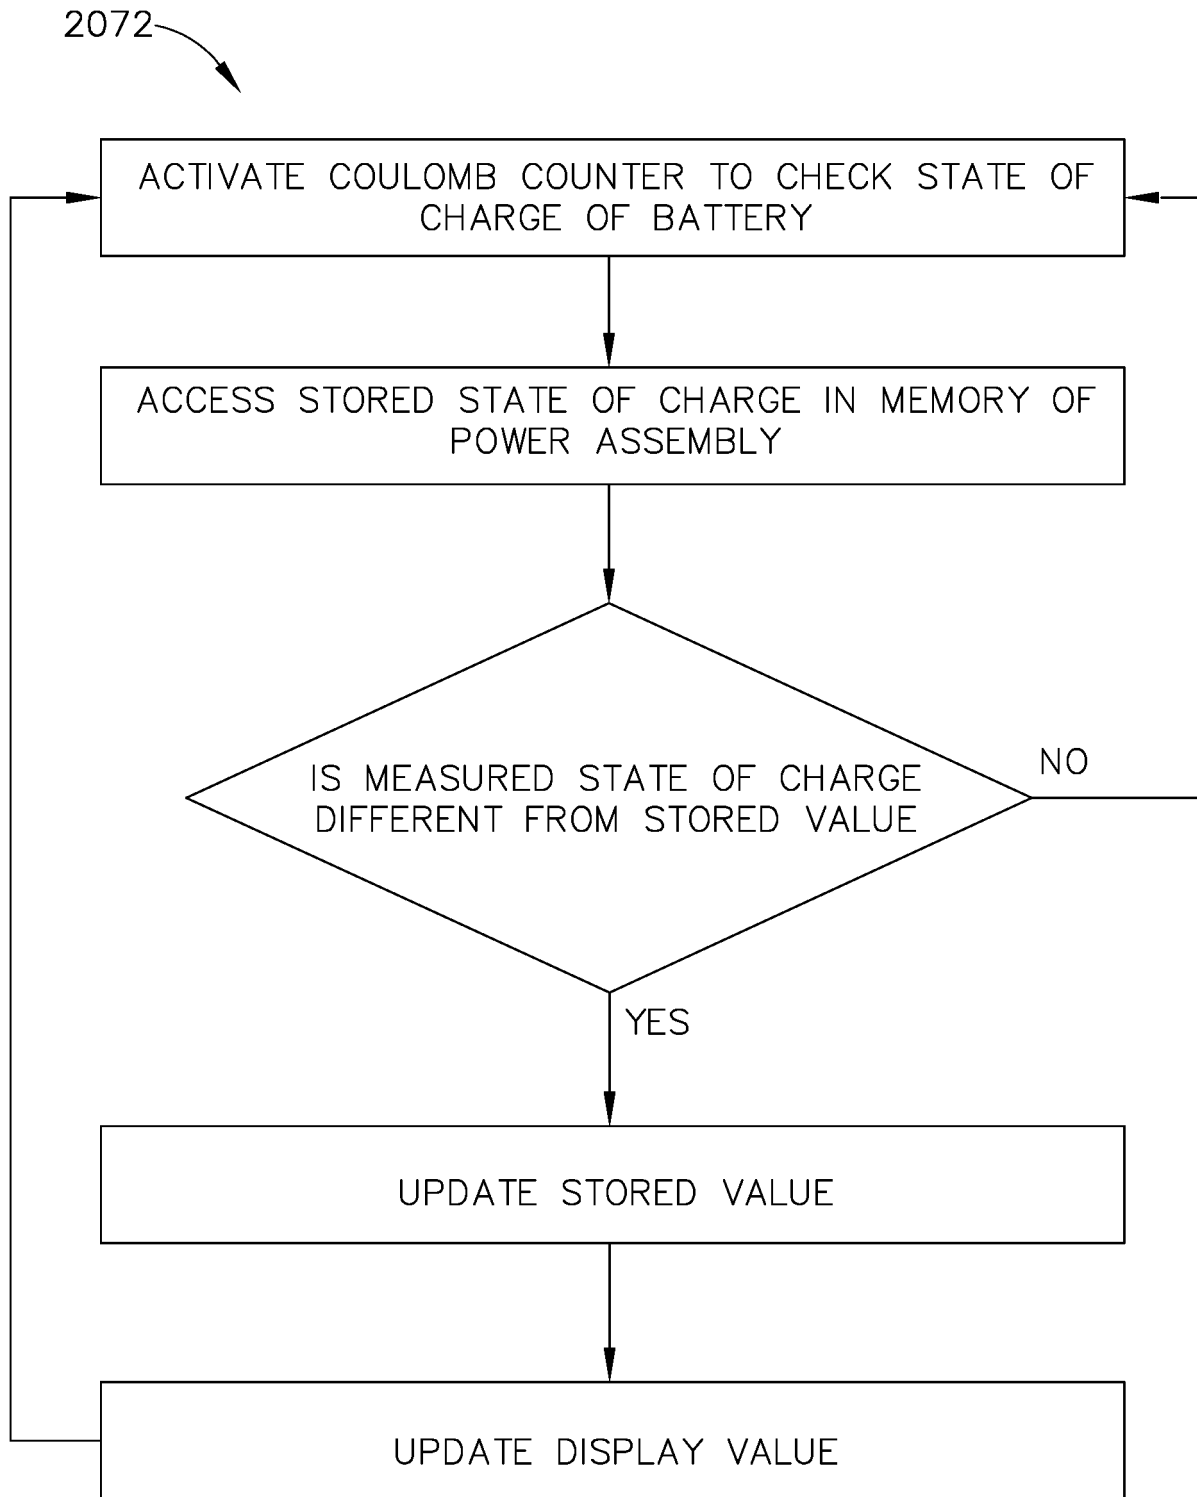 2072
ACTIVATE COULOMB COUNTER TO CHECK STATE OF
CHARGE OF BATTERY
ACCESS STORED STATE OF CHARGE IN MEMORY OF
POWER ASSEMBLY
IS MEASURED STATE OF CHARGE
DIFFERENT FROM STORED VALUE
NO
YES
UPDATE STORED VALUE
UPDATE DISPLAY VALUE